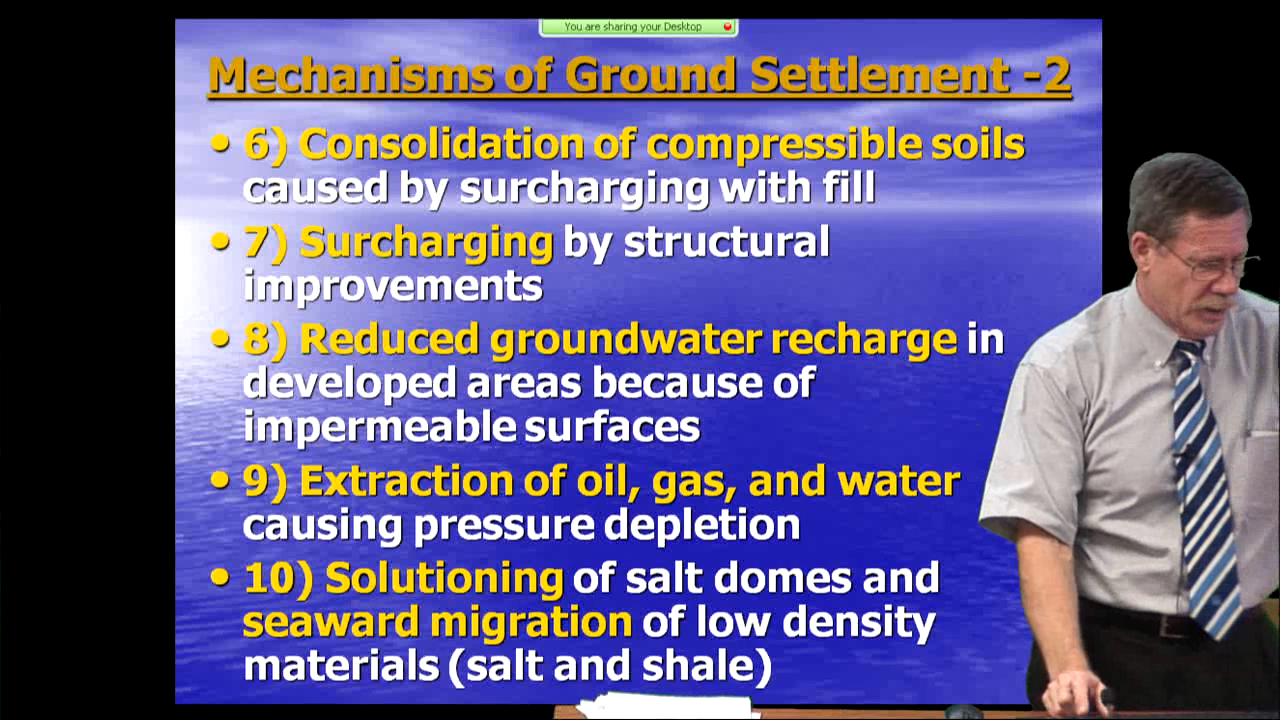 You are sharing your Desktop
Mechanisms of Ground Settlement -2
• 6) Consolidation of compressible soils
caused by surcharging with fill
• 7) Surcharging by structural
improvements
• 8) Reduced groundwater recharge in
developed areas because of
impermeable surfaces
• 9) Extraction of oil, gas, and water
causing pressure depletion
• 10) Solutioning of salt domes and
seaward migration of low density
materials (salt and shale)